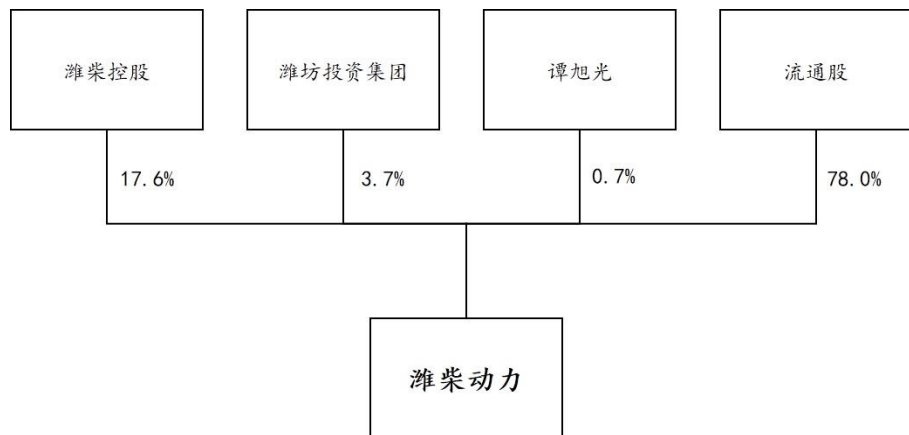 潍柴控股
潍坊投资集团
谭旭光
流通股
17.6%
3.7%
0.7%
78.0%
潍柴动力